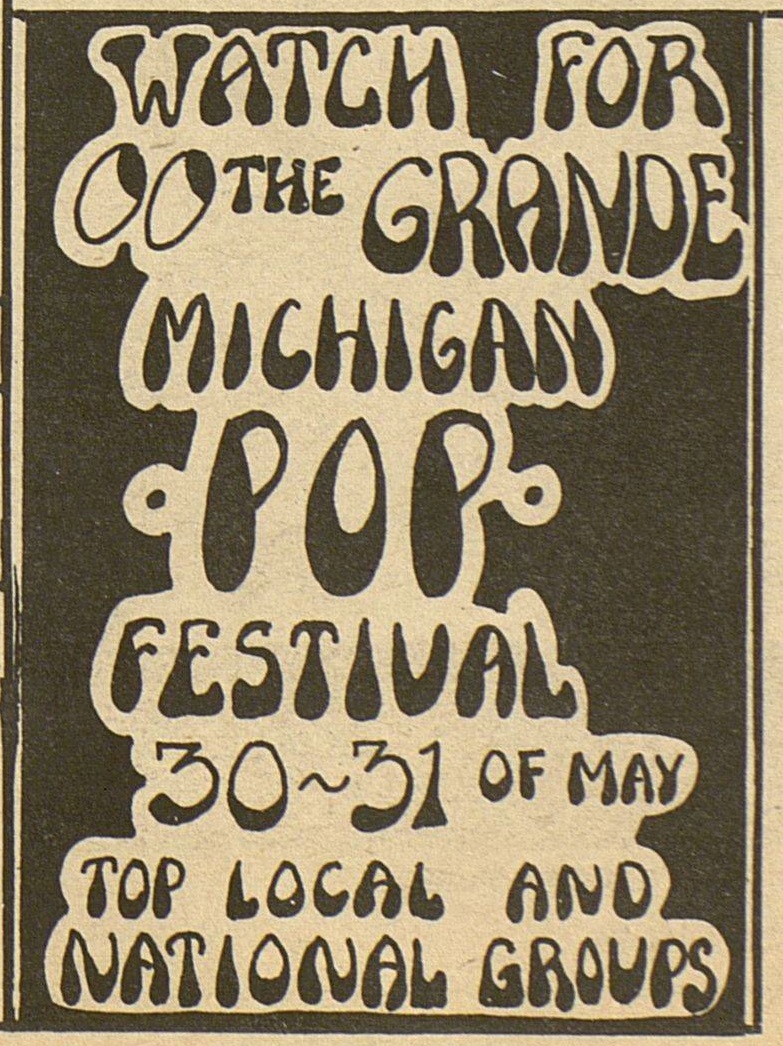 WATCH FOR
THE GRANDE
MICHIGAN
POP
FESTIVAL
30~31 OF MAY
TOP LOCAL AND
NATIONAL GROUPS